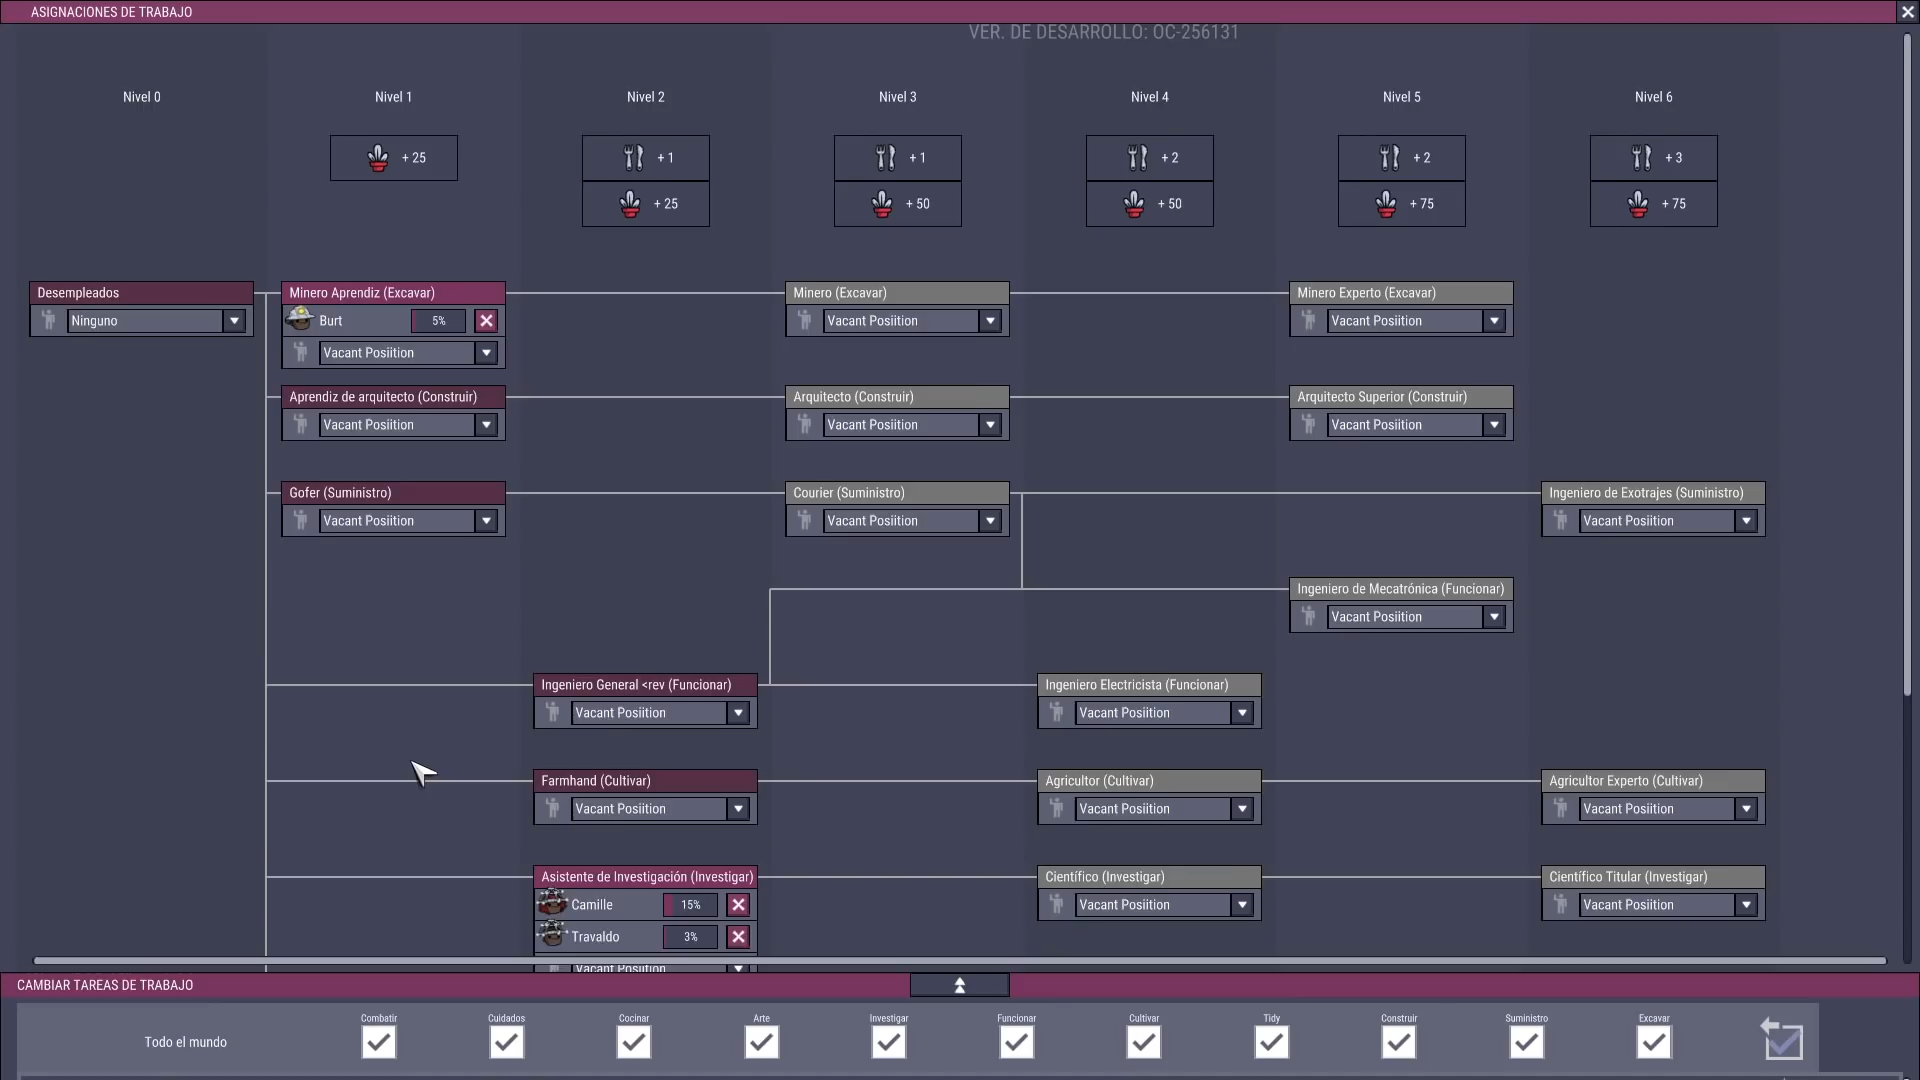 ASIGNACIONES DE TRABAJO
VER. DE DESARROLLO: OC-256131
Nivel 0
Nivel 1
Nivel 2
Nivel 3
Nivel 4
Nivel 5
Nivel 6
+ 25
+ 1
+ 1
+ 2
+ 2
+ 3
+ 25
+ 50
+ 50
+ 75
+ 75
Desempleados
Minero Aprendiz (Excavar)
Minero (Excavar)
Minero Experto (Excavar)
Ninguno
Burt
5%
Vacant Posiition
Vacant Posiition
Vacant Posiition
Aprendiz de arquitecto (Construir)
Arquitecto (Construir)
Arquitecto Superior (Construir)
Vacant Posiition
Vacant Posiition
Vacant Posiition
Gofer (Suministro)
Courier (Suministro)
Ingeniero de Exotrajes (Suministro)
Vacant Posiition
Vacant Posiition
Vacant Posiition
Ingeniero de Mecatrónica (Funcionar)
Vacant Posiition
Ingeniero General <rev (Funcionar)
Ingeniero Electricista (Funcionar)
Vacant Posiition
Vacant Posiition
Farmhand (Cultivar)
Agricultor (Cultivar)
Agricultor Experto (Cultivar)
Vacant Posiition
Vacant Posiition
Vacant Posiition
Asistente de Investigación (Investigar)
Científico (Investigar)
Científico Titular (Investigar)
Camille
15%
Vacant Posiition
Vacant Posiition
Travaldo
3%
Vacant Posiition
CAMBIAR TAREAS DE TRABAJO
Combatir
Cuidados
Cocinar
Arte
Investigar
Funcionar
Cultivar
Tidy
Construir
Suministro
Excavar
Todo el mundo